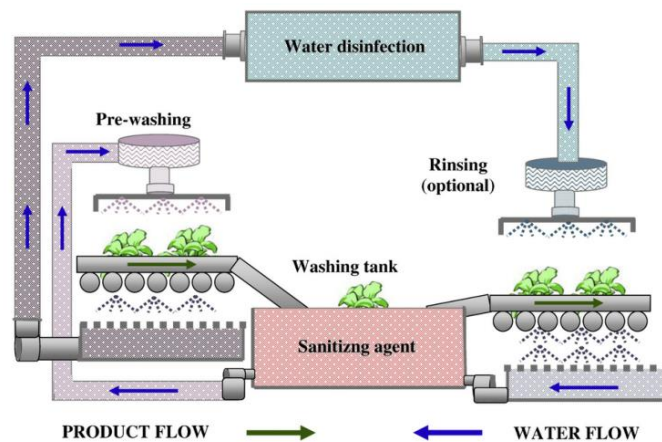 Water disinfection
Pre-washing
Rinsing
(optional)
Washing tank
Sanitizng agent
PRODUCT FLOW
WATER FLOW